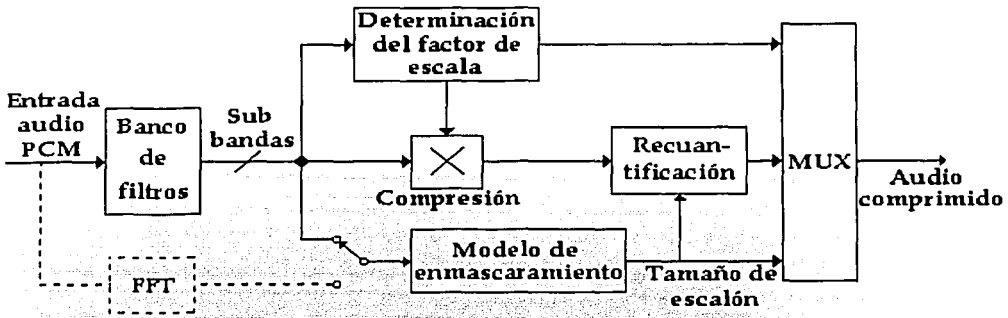 Determinación
del factor de
escala
Entrada
audio
PCM
Banco
de
filtros
Sub
bandas
Compresión
Recuan-
tificación
MUX
Audio
comprimido
Modelo de
enmascaramiento
Tamaño de
escalón
FFT